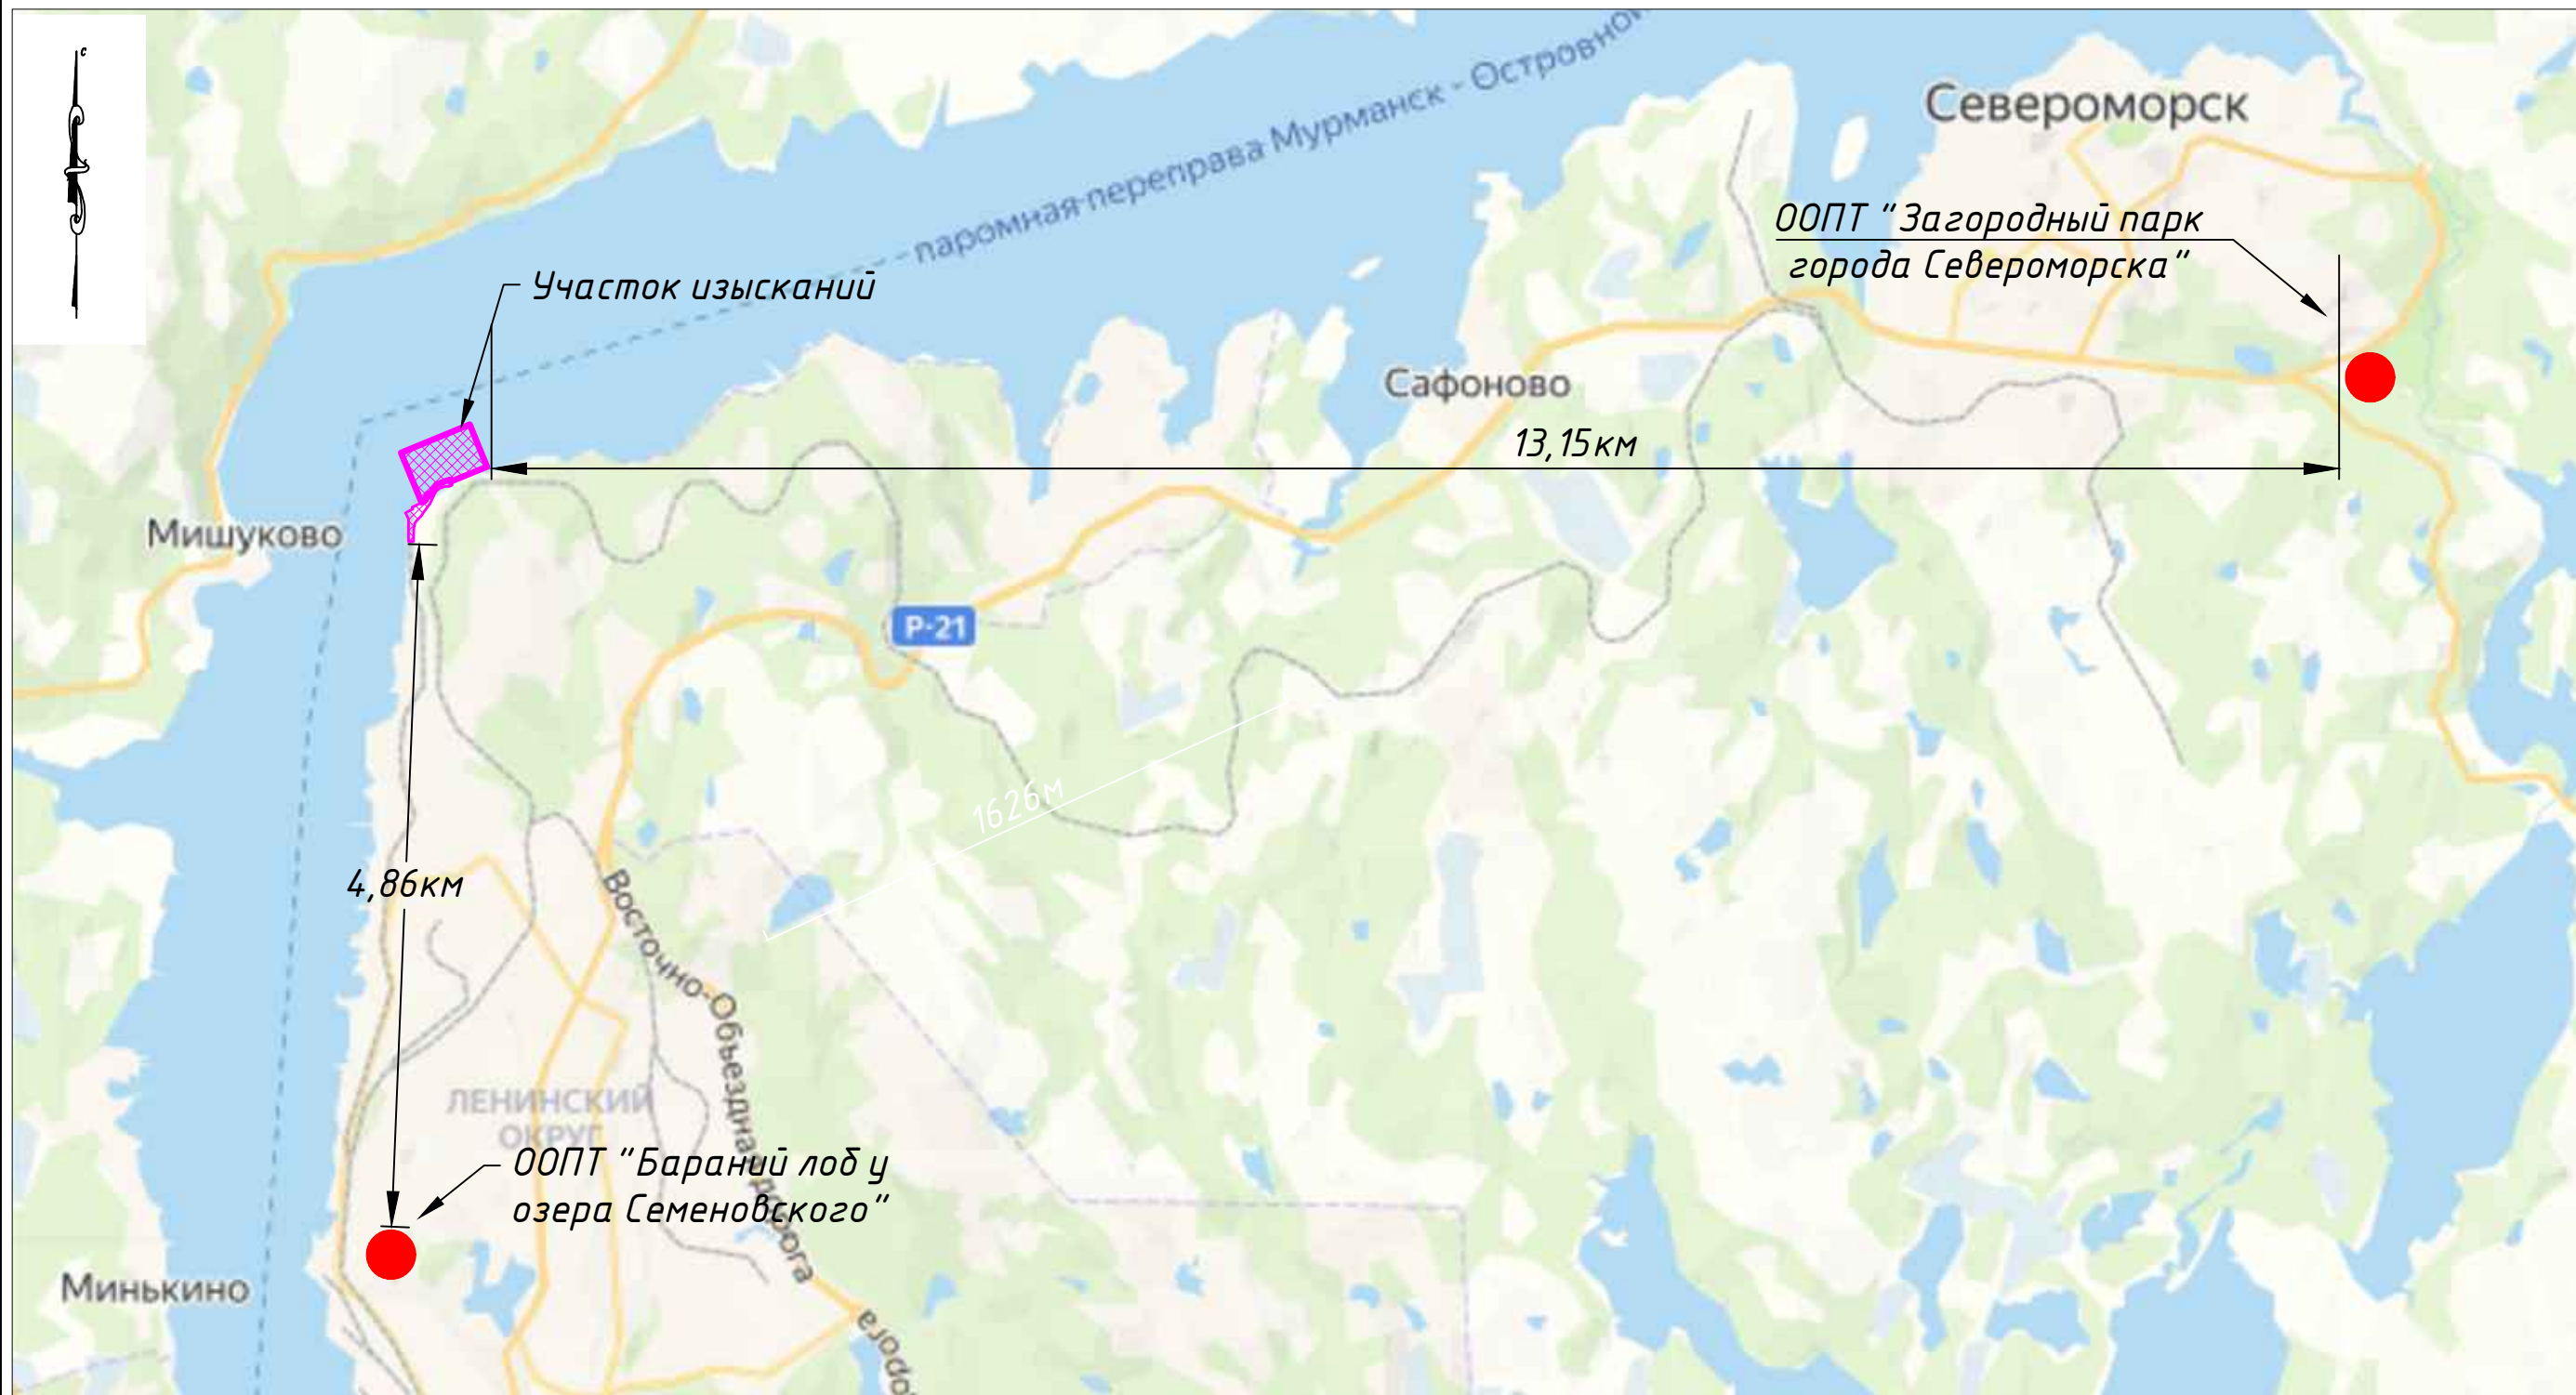 с
паромная переправа Мурманск - Островной
Североморск
ООПТ "Загородный парк
города Североморска"
Участок изысканий
Сафоново
13,15км
Мишуково
Р-21
1626м
4,86км
Восточно-Объездная дорога
ЛЕНИНСКИЙ
ОКРУГ
ООПТ "Бараний лоб у
озера Семеновского"
Минькино